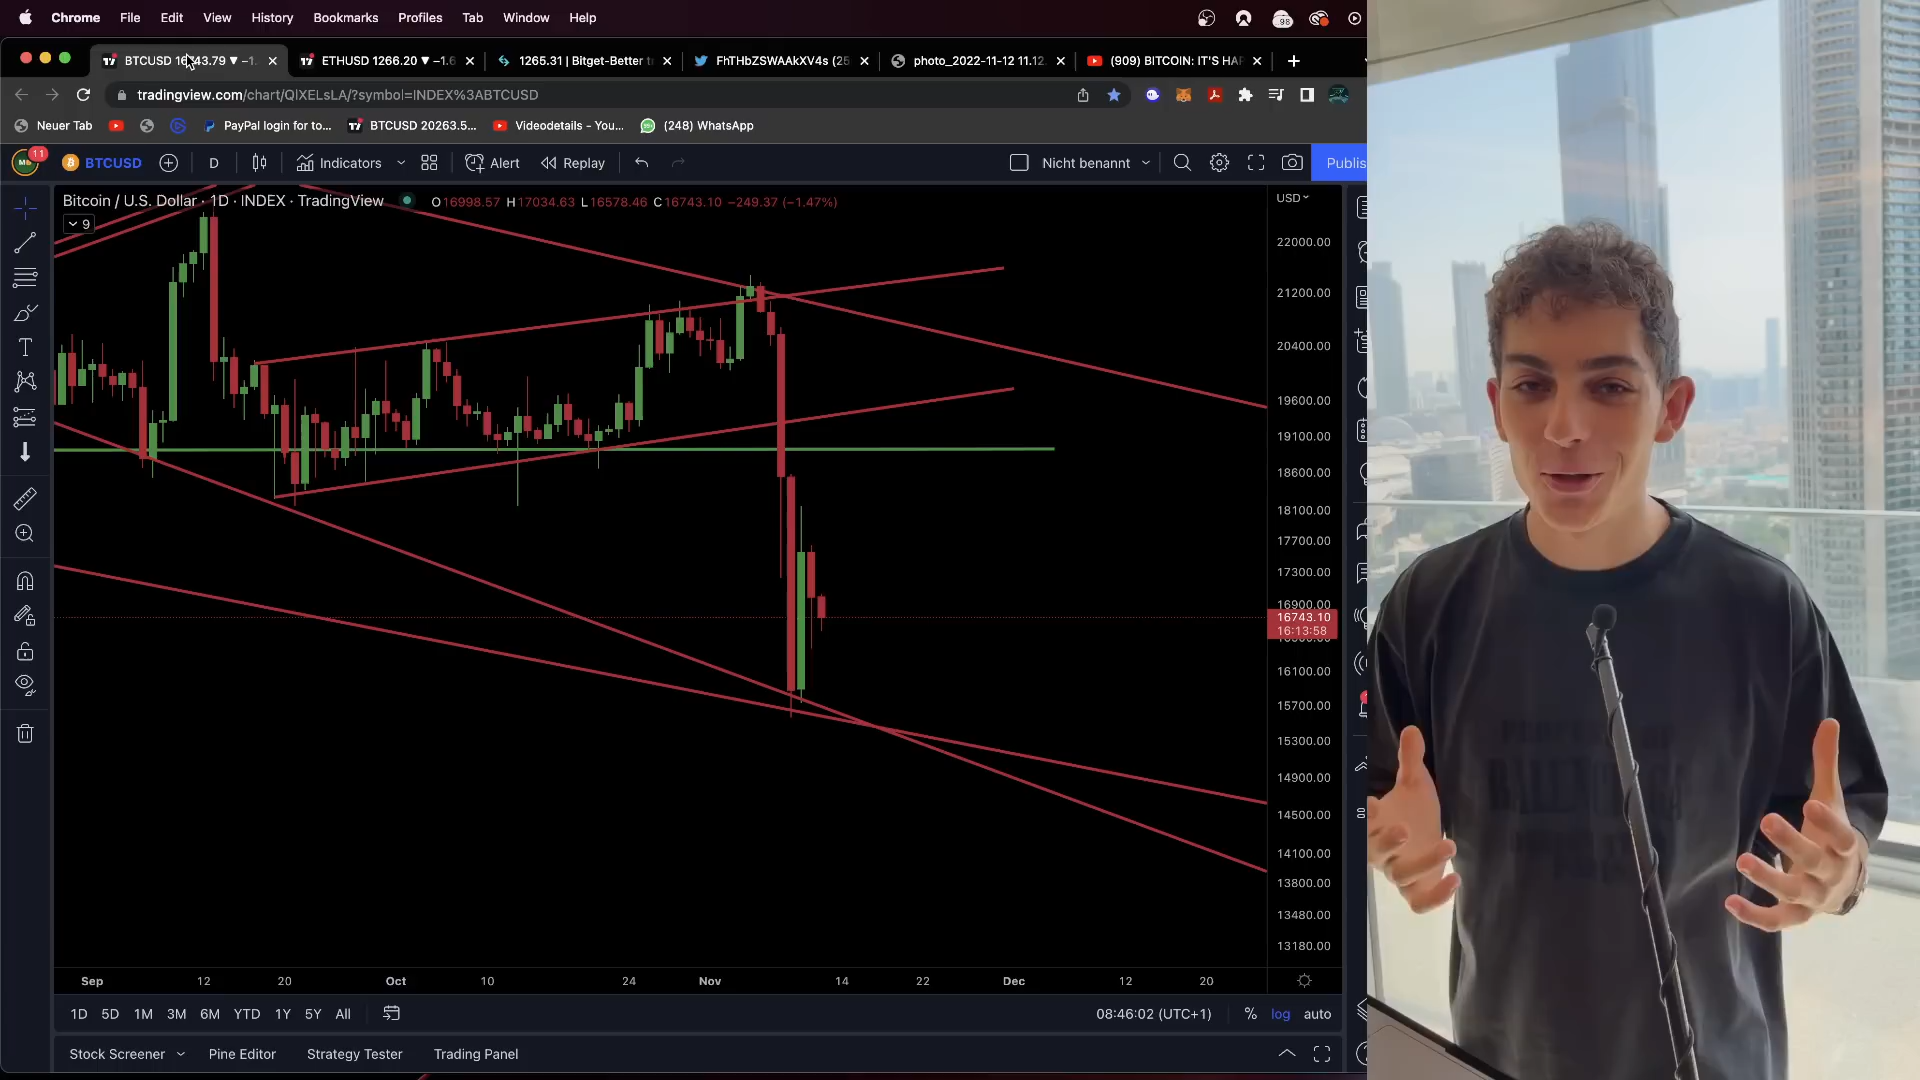 Chrome File Edit View History Bookmarks Profiles Tab Window Help
BTCUSD 16743.79 ▼ −1. ETHUSD 1266.20 ▼ −1.6 1265.31 | Bitget-Better t FhTHbZSWAAkXV4s (25 photo_2022-11-12 11.12. (909) BITCOIN: IT'S HA
tradingview.com/chart/QlXELsLA/?symbol=INDEX%3ABTCUSD
Neuer Tab PayPal login for to... BTCUSD 20263.5... Videodetails - You... (248) WhatsApp
11 BTCUSD D Indicators Alert Replay Nicht benannt Publis
Bitcoin / U.S. Dollar · 1D · INDEX · TradingView O16998.57 H17034.63 L16578.46 C16743.10 −249.37 (−1.47%) USD
9
22000.00
21200.00
20400.00
19600.00
19100.00
18600.00
18100.00
17700.00
17300.00
16900.00
16743.10
16:13:58
16100.00
15700.00
15300.00
14900.00
14500.00
14100.00
13800.00
13480.00
13180.00
Sep 12 20 Oct 10 24 Nov 14 22 Dec 12 20
1D 5D 1M 3M 6M YTD 1Y 5Y All 08:46:02 (UTC+1) % log auto
Stock Screener Pine Editor Strategy Tester Trading Panel